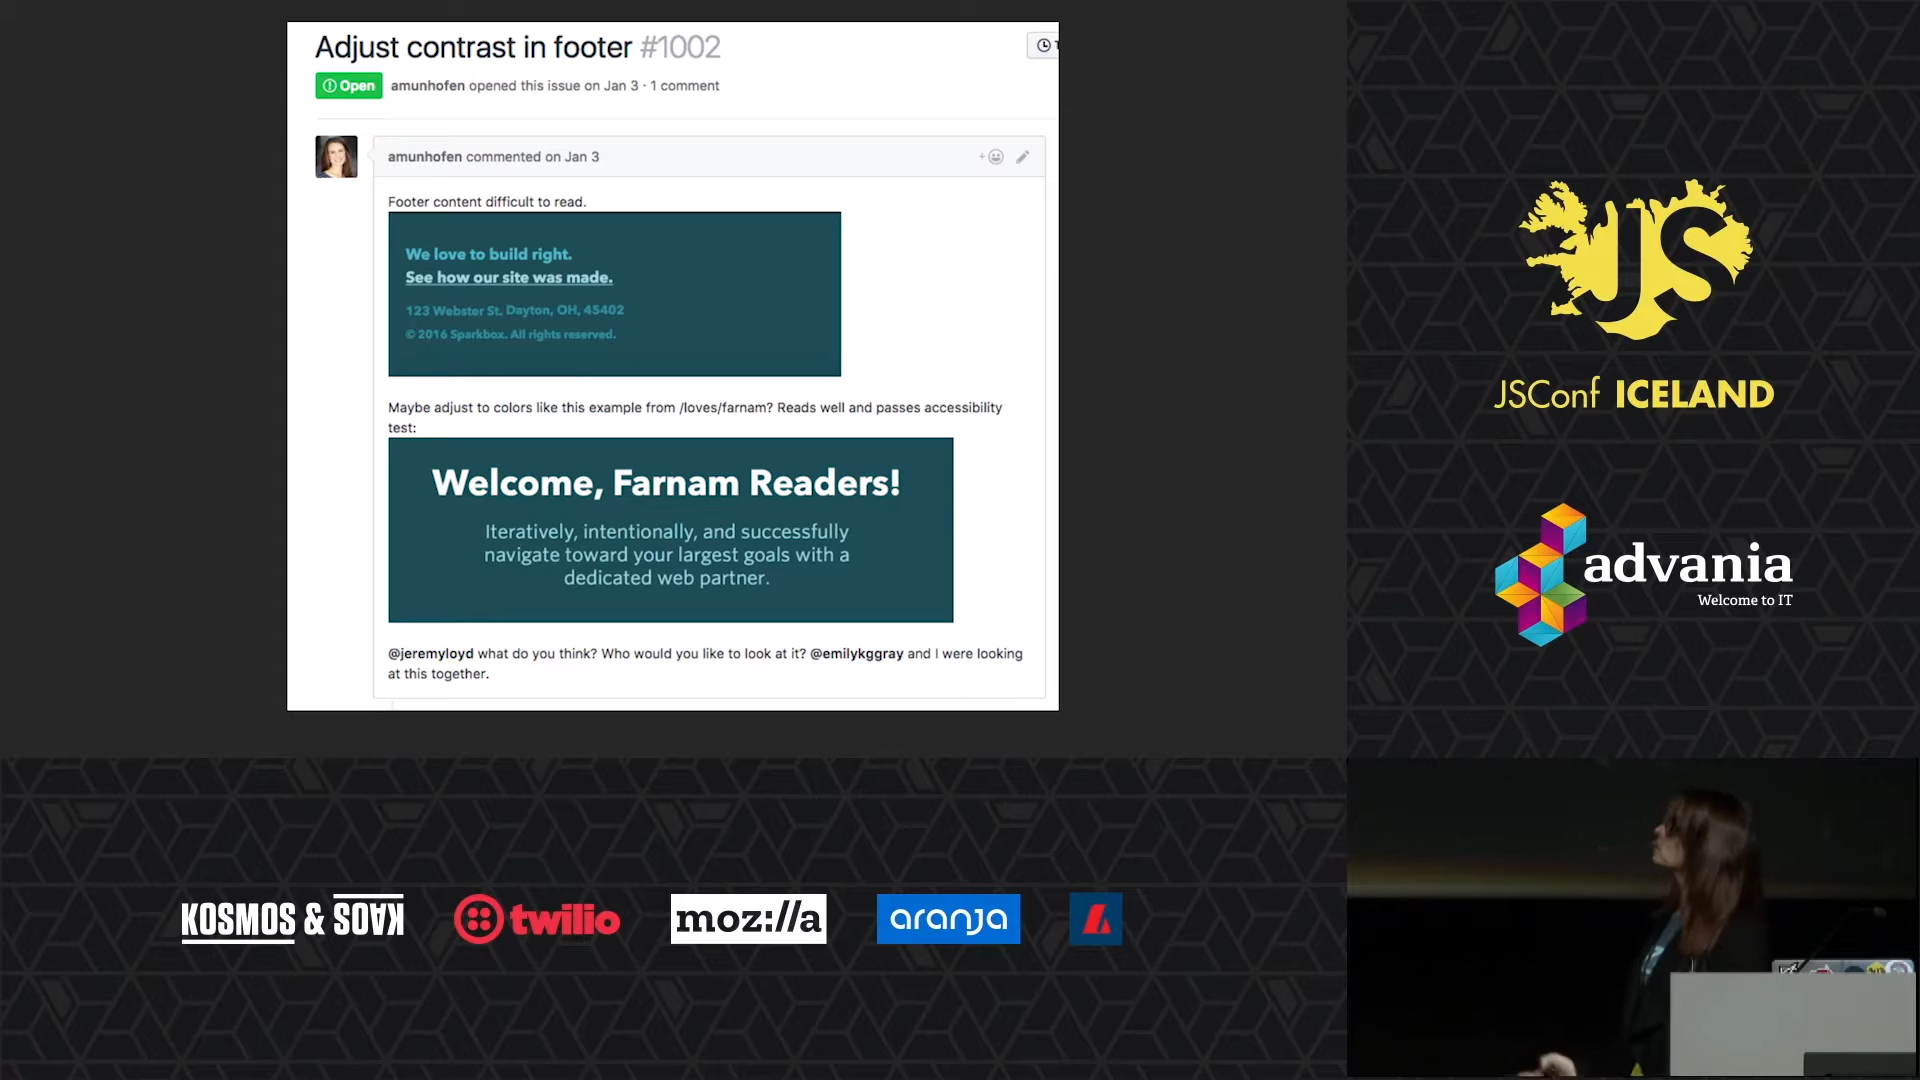 Adjust contrast in footer #1002
Open
amunhofen opened this issue on Jan 3 · 1 comment
amunhofen commented on Jan 3
Footer content difficult to read.
We love to build right.
See how our site was made.
123 Webster St. Dayton, OH, 45402
© 2016 Sparkbox. All rights reserved.
Maybe adjust to colors like this example from /loves/farnam? Reads well and passes accessibility
test:
Welcome, Farnam Readers!
Iteratively, intentionally, and successfully
navigate toward your largest goals with a
dedicated web partner.
@jeremyloyd what do you think? Who would you like to look at it? @emilykggray and I were looking
at this together.
JS
JSConf ICELAND
advania
Welcome to IT
KOSMOS & KAOS
twilio
moz://a
aranja